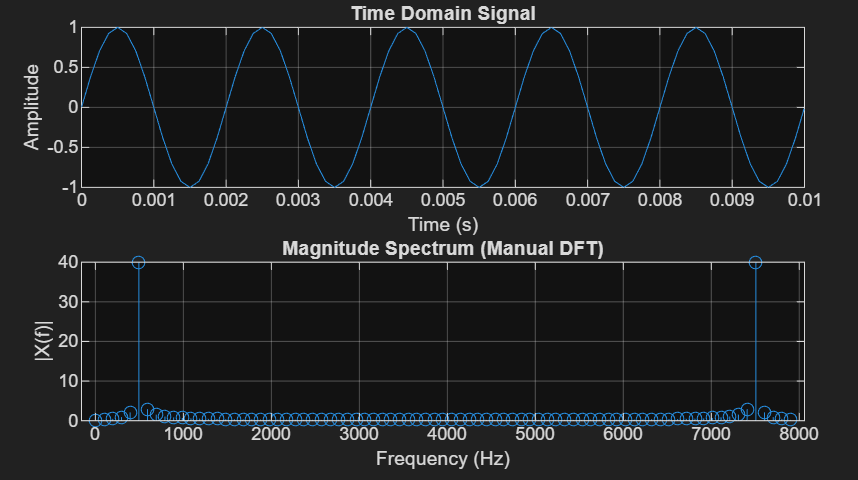 Time Domain Signal
1
0.5
0
-0.5
-1
Amplitude
0 0.001 0.002 0.003 0.004 0.005 0.006 0.007 0.008 0.009 0.01
Time (s)
Magnitude Spectrum (Manual DFT)
40
30
20
10
0
|X(f)|
0 1000 2000 3000 4000 5000 6000 7000 8000
Frequency (Hz)